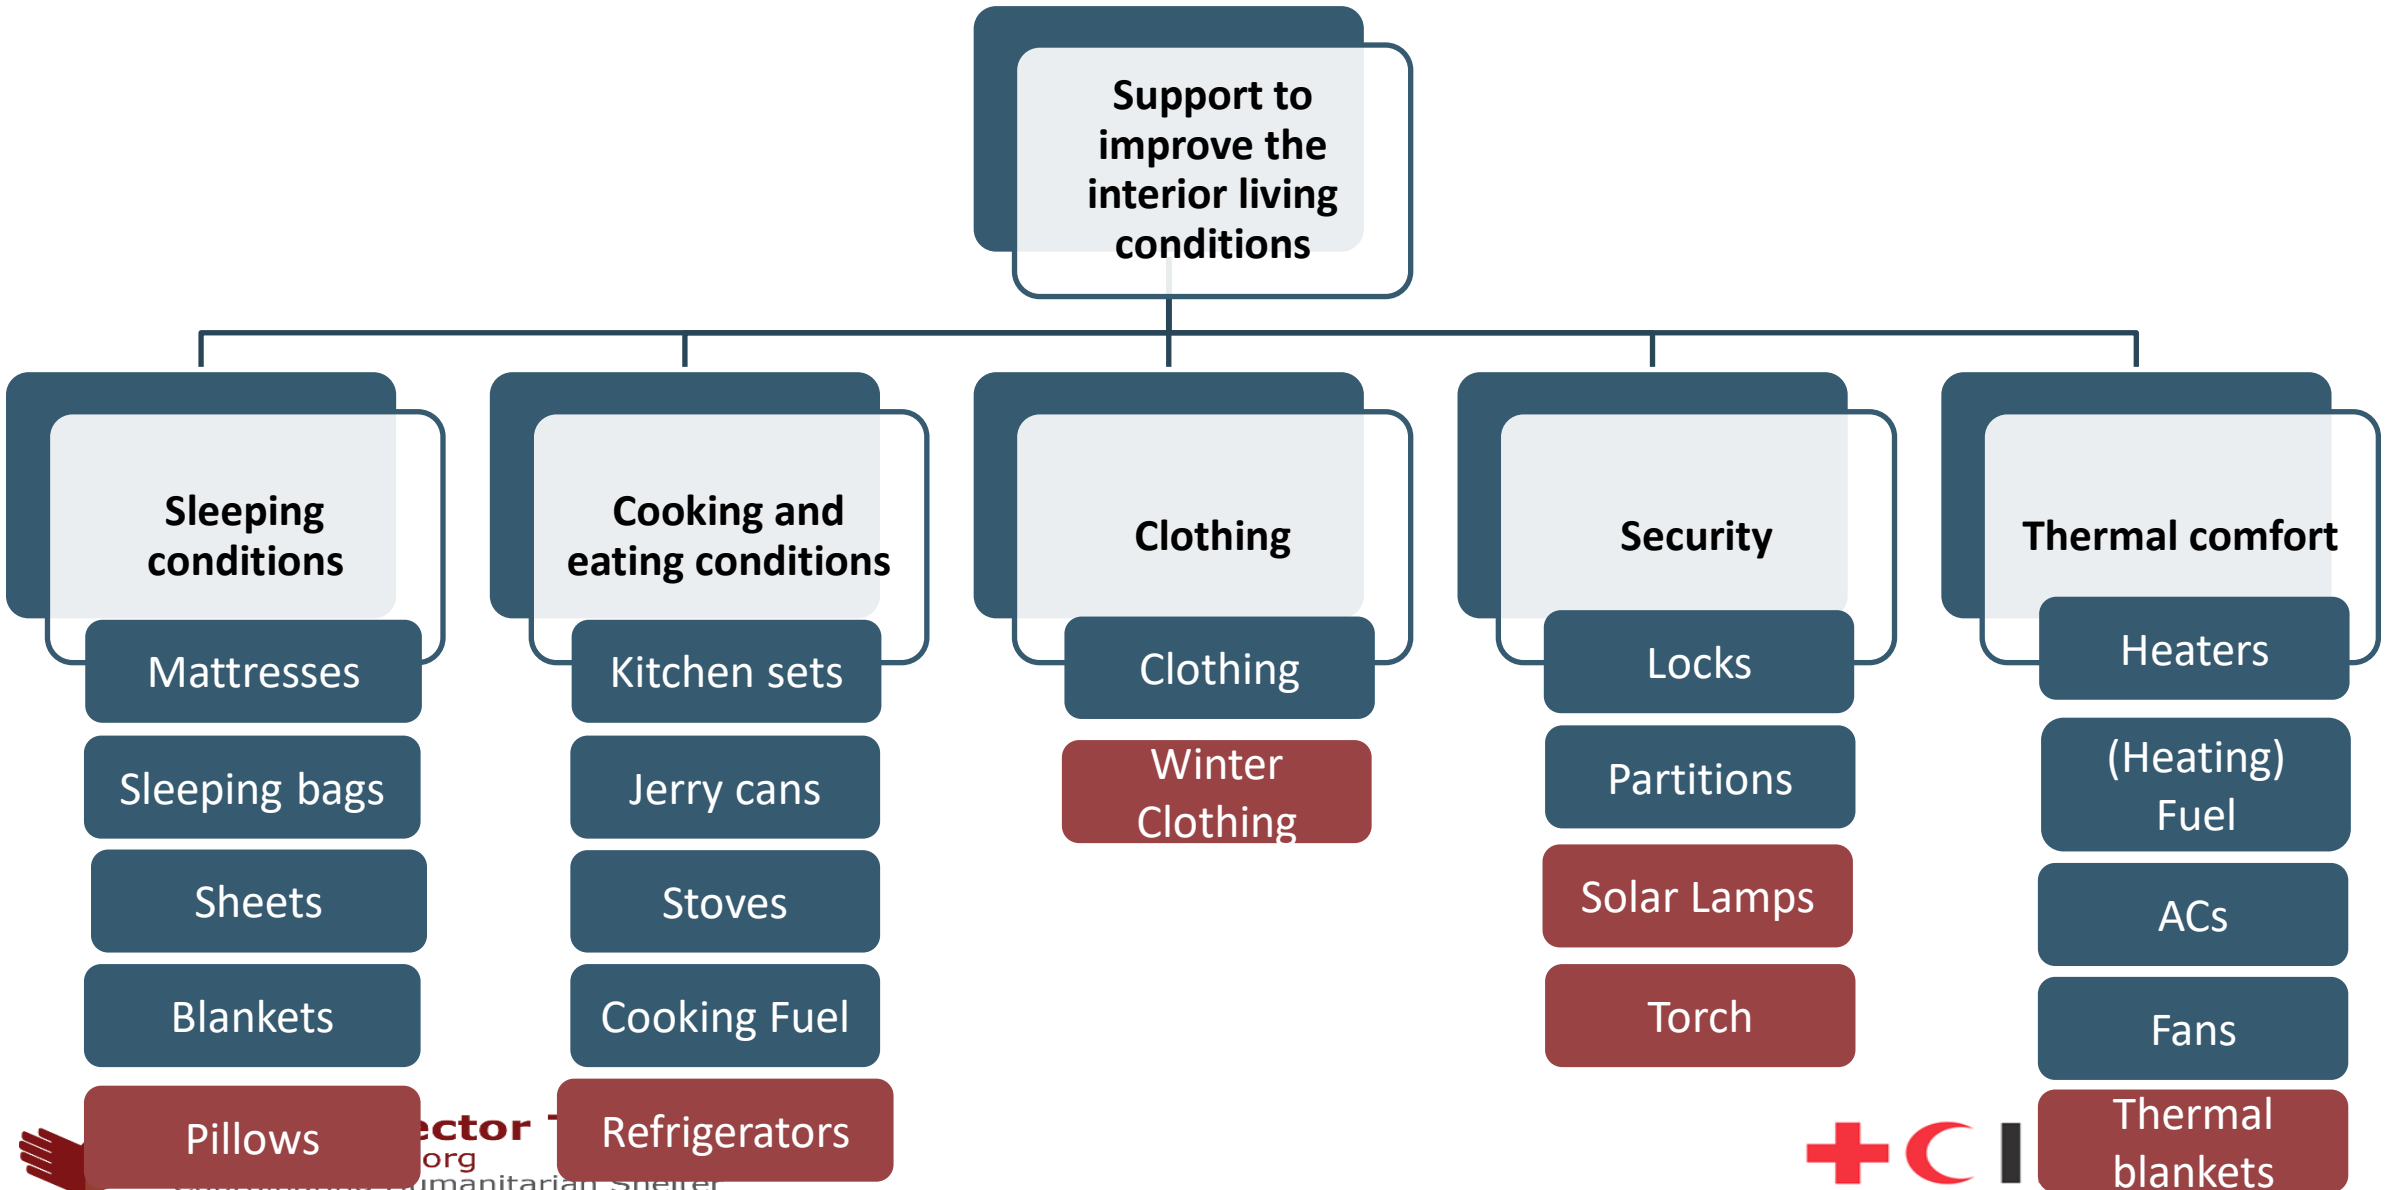 Support to
improve the
interior living
conditions
Sleeping
conditions
Mattresses
Sleeping bags
Sheets
Blankets
Pillows
Cooking and
eating conditions
Kitchen sets
Jerry cans
Stoves
Cooking Fuel
Refrigerators
Clothing
Clothing
Winter
Clothing
Security
Locks
Partitions
Solar Lamps
Torch
Thermal comfort
Heaters
(Heating)
Fuel
ACs
Fans
Thermal
blankets
org